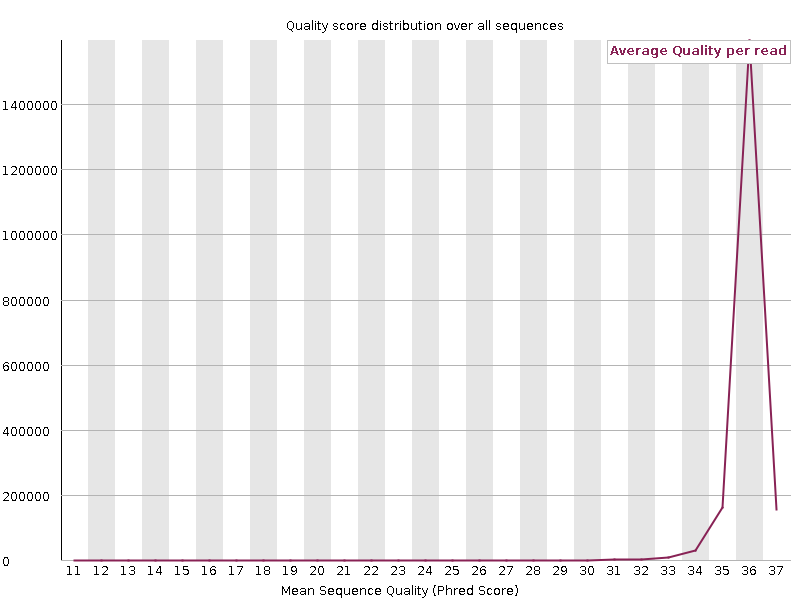 Quality score distribution over all sequences
Average Quality per read
1400000
1200000
1000000
800000
600000
400000
200000
0
11 12 13 14 15 16 17 18 19 20 21 22 23 24 25 26 27 28 29 30 31 32 33 34 35 36 37
Mean Sequence Quality (Phred Score)